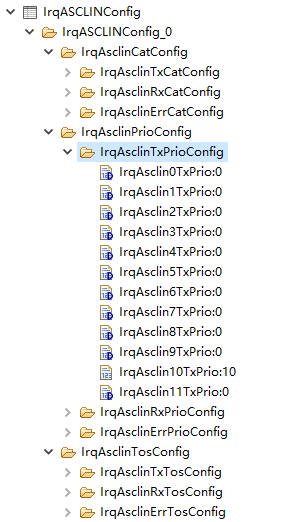 IrqASCLINConfig
IrqASCLINConfig_0
IrqAsclinCatConfig
IrqAsclinTxCatConfig
IrqAsclinRxCatConfig
IrqAsclinErrCatConfig
IrqAsclinPrioConfig
IrqAsclinTxPrioConfig
IrqAsclin0TxPrio:0
IrqAsclin1TxPrio:0
IrqAsclin2TxPrio:0
IrqAsclin3TxPrio:0
IrqAsclin4TxPrio:0
IrqAsclin5TxPrio:0
IrqAsclin6TxPrio:0
IrqAsclin7TxPrio:0
IrqAsclin8TxPrio:0
IrqAsclin9TxPrio:0
IrqAsclin10TxPrio:10
IrqAsclin11TxPrio:0
IrqAsclinRxPrioConfig
IrqAsclinErrPrioConfig
IrqAsclinTosConfig
IrqAsclinTxTosConfig
IrqAsclinRxTosConfig
IrqAsclinErrTosConfig